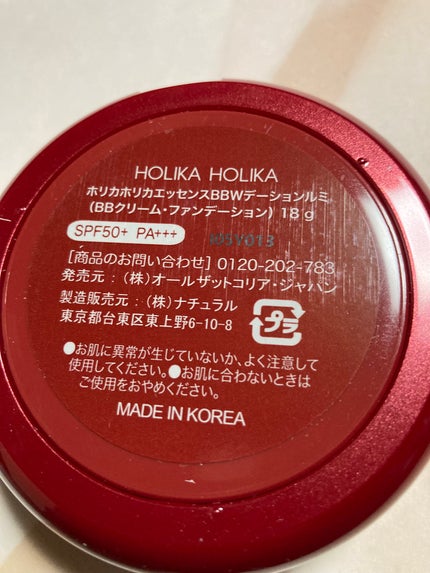 HOLIKA HOLIKA
ホリカホリカエッセンスBBWデーションルミ
(BBクリーム・ファンデーション) 18g
SPF50+ PA+++
[商品のお問い合わせ] 0120-202-783
発売元:(株)オールザットコリア・ジャパン
製造販売元:(株)ナチュラル
東京都台東区東上野6-10-8
プラ
●お肌に異常が生じていないか、よく注意して
使用してください。●お肌に合わないときは
ご使用をおやめください。
MADE IN KOREA